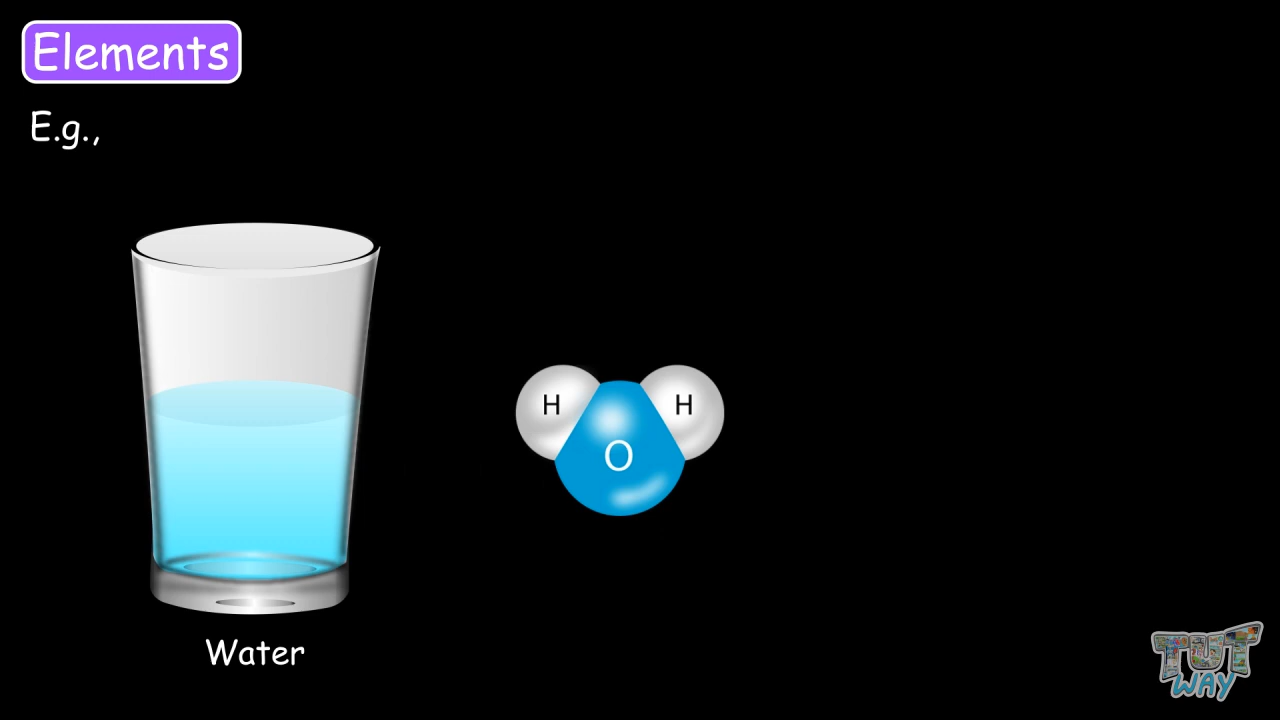 Elements
E.g.,
H
H
O
Water
TUT
WAY